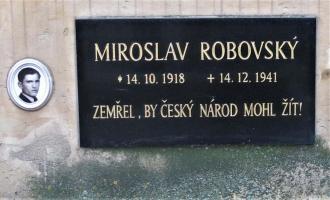 MIROSLAV ROBOVSKÝ
* 14.10.1918 + 14.12.1941
ZEMŘEL, BY ČESKÝ NÁROD MOHL ŽÍT!